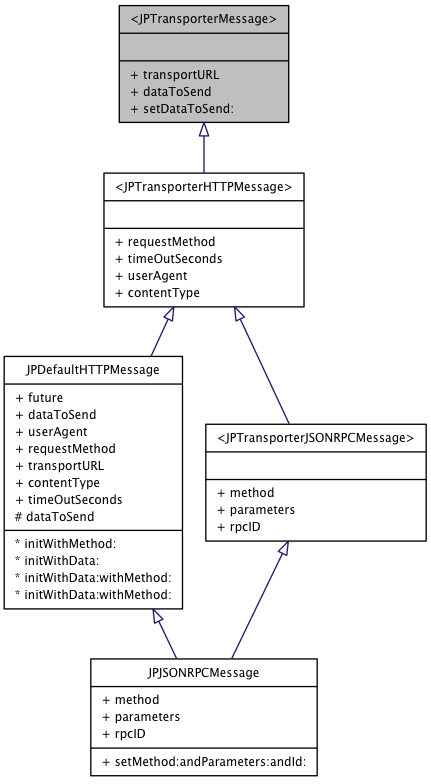 <JPTransporterMessage>
+ transportURL
+ dataToSend
+ setDataToSend:
<JPTransporterHTTPMessage>
+ requestMethod
+ timeOutSeconds
+ userAgent
+ contentType
JPDefaultHTTPMessage
+ future
+ dataToSend
+ userAgent
+ requestMethod
+ transportURL
+ contentType
+ timeOutSeconds
# dataToSend
* initWithMethod:
* initWithData:
* initWithData:withMethod:
* initWithData:withMethod:
<JPTransporterJSONRPCMessage>
+ method
+ parameters
+ rpcID
JPJSONRPCMessage
+ method
+ parameters
+ rpcID
+ setMethod:andParameters:andId: